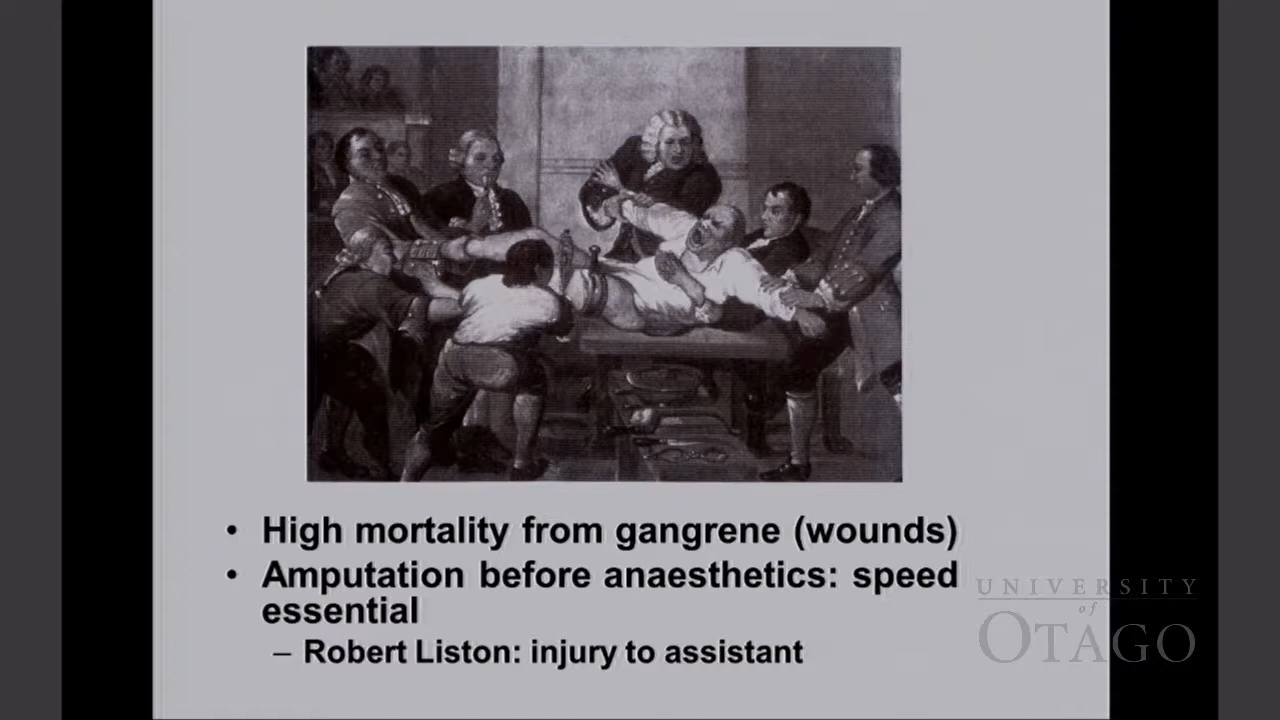 • High mortality from gangrene (wounds)
• Amputation before anaesthetics: speed
essential
– Robert Liston: injury to assistant
UNIVERSITY
of
OTAGO